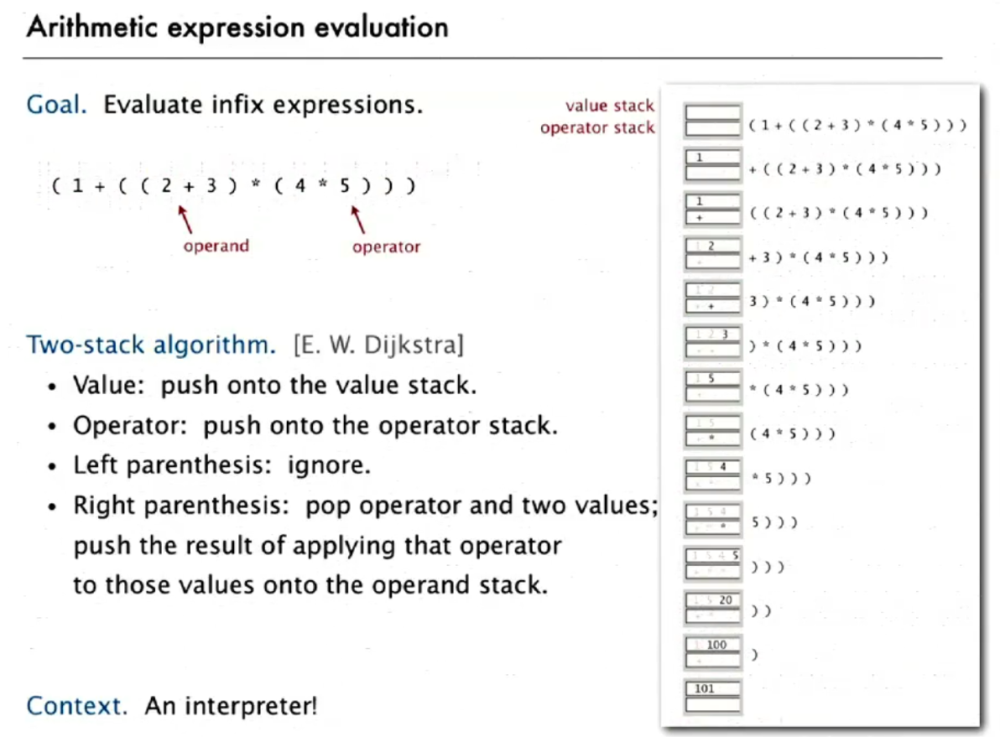 Arithmetic expression evaluation
Goal. Evaluate infix expressions.
( 1 + ( ( 2 + 3 ) * ( 4 * 5 ) ) )
operand
operator
Two-stack algorithm. [E. W. Dijkstra]
• Value: push onto the value stack.
• Operator: push onto the operator stack.
• Left parenthesis: ignore.
• Right parenthesis: pop operator and two values;
push the result of applying that operator
to those values onto the operand stack.
Context. An interpreter!
value stack
operator stack
( 1 + ( ( 2 + 3 ) * ( 4 * 5 ) ) )
1
+ ( ( 2 + 3 ) * ( 4 * 5 ) ) )
1
+
( ( 2 + 3 ) * ( 4 * 5 ) ) )
1 2
+
+ 3 ) * ( 4 * 5 ) ) )
1 2
+ +
3 ) * ( 4 * 5 ) ) )
1 2 3
+ +
) * ( 4 * 5 ) ) )
1 5
+
* ( 4 * 5 ) ) )
1 5
+ *
( 4 * 5 ) ) )
1 5 4
+ *
* 5 ) ) )
1 5 4
+ * *
5 ) ) )
1 5 4 5
+ * *
) ) )
1 5 20
+ *
) )
1 100
+
)
101